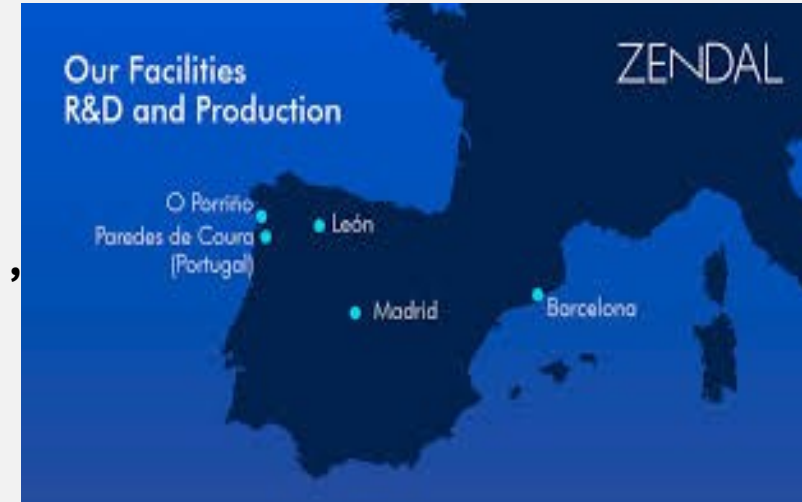 Our Facilities
R&D and Production
ZENDAL
O Porriño
Paredes de Coura
(Portugal)
León
Madrid
Barcelona
,